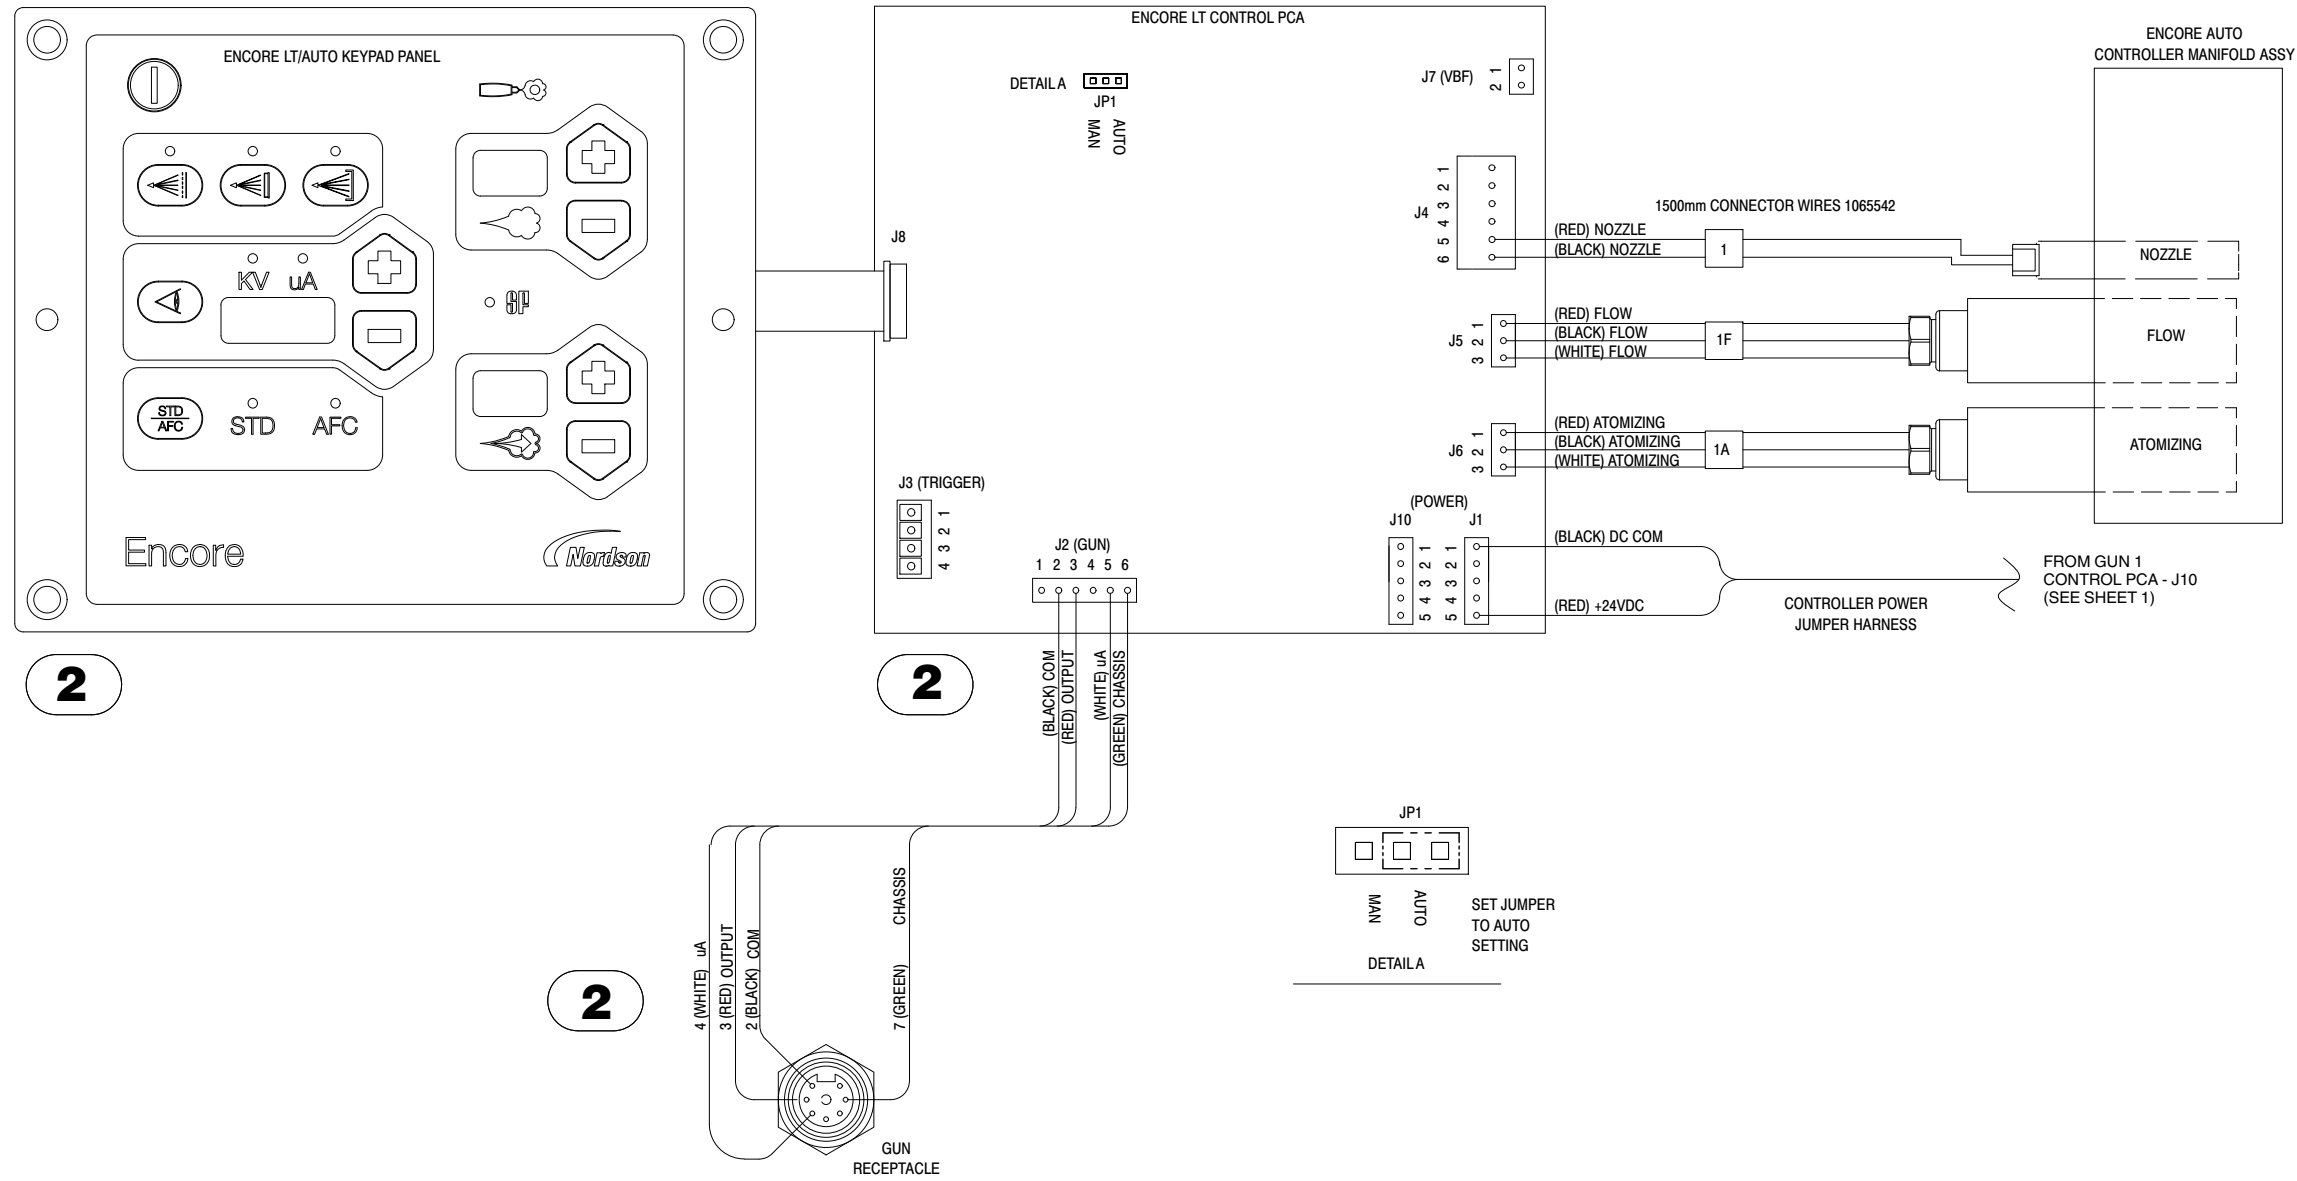 ENCORE LT/AUTO KEYPAD PANEL
KV uA
SP
STD
AFC
STD AFC
Encore
Nordson
2
ENCORE LT CONTROL PCA
DETAIL A
JP1
MAN
AUTO
J7 (VBF)
1
2
J8
J4
1
2
3
4
5
6
1500mm CONNECTOR WIRES 1065542
(RED) NOZZLE
(BLACK) NOZZLE
1
J5
1
2
3
(RED) FLOW
(BLACK) FLOW
(WHITE) FLOW
1F
J6
1
2
3
(RED) ATOMIZING
(BLACK) ATOMIZING
(WHITE) ATOMIZING
1A
ENCORE AUTO
CONTROLLER MANIFOLD ASSY
NOZZLE
FLOW
ATOMIZING
J3 (TRIGGER)
1
2
3
4
J2 (GUN)
1 2 3 4 5 6
(POWER)
J10 J1
1 1
2 2
3 3
4 4
5 5
(BLACK) DC COM
(RED) +24VDC
CONTROLLER POWER
JUMPER HARNESS
FROM GUN 1
CONTROL PCA - J10
(SEE SHEET 1)
2
(BLACK) COM
(RED) OUTPUT
(WHITE) uA
(GREEN) CHASSIS
2
4 (WHITE) uA
3 (RED) OUTPUT
2 (BLACK) COM
7 (GREEN) CHASSIS
GUN
RECEPTACLE
JP1
MAN
AUTO
SET JUMPER
TO AUTO
SETTING
DETAIL A